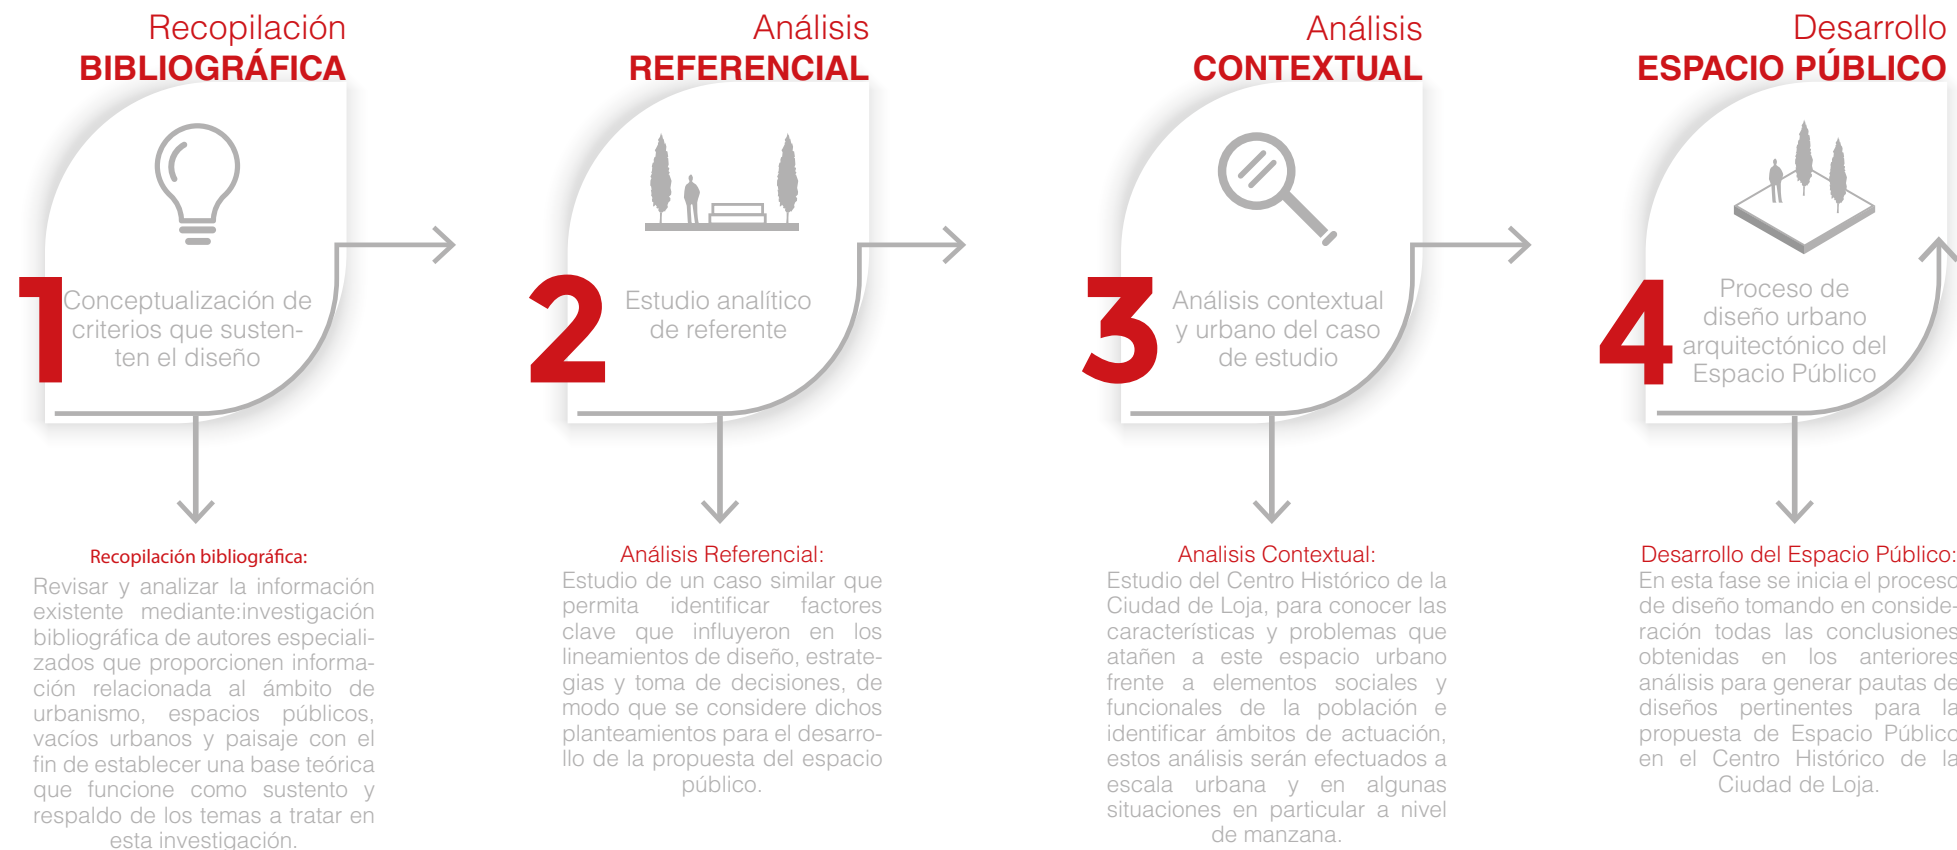 Recopilación
BIBLIOGRÁFICA
1
Conceptualización de
criterios que susten-
ten el diseño
Recopilación bibliográfica:
Revisar y analizar la información
existente mediante:investigación
bibliográfica de autores especiali-
zados que proporcionen informa-
ción relacionada al ámbito de
urbanismo, espacios públicos,
vacíos urbanos y paisaje con el
fin de establecer una base teórica
que funcione como sustento y
respaldo de los temas a tratar en
esta investigación.
Análisis
REFERENCIAL
2
Estudio analítico
de referente
Análisis Referencial:
Estudio de un caso similar que
permita identificar factores
clave que influyeron en los
lineamientos de diseño, estrate-
gias y toma de decisiones, de
modo que se considere dichos
planteamientos para el desarro-
llo de la propuesta del espacio
público.
Análisis
CONTEXTUAL
3
Análisis contextual
y urbano del caso
de estudio
Analisis Contextual:
Estudio del Centro Histórico de la
Ciudad de Loja, para conocer las
características y problemas que
atañen a este espacio urbano
frente a elementos sociales y
funcionales de la población e
identificar ámbitos de actuación,
estos análisis serán efectuados a
escala urbana y en algunas
situaciones en particular a nivel
de manzana.
Desarrollo
ESPACIO PÚBLICO
4
Proceso de
diseño urbano
arquitectónico del
Espacio Público
Desarrollo del Espacio Público:
En esta fase se inicia el proceso
de diseño tomando en conside-
ración todas las conclusiones
obtenidas en los anteriores
análisis para generar pautas de
diseños pertinentes para la
propuesta de Espacio Público
en el Centro Histórico de la
Ciudad de Loja.